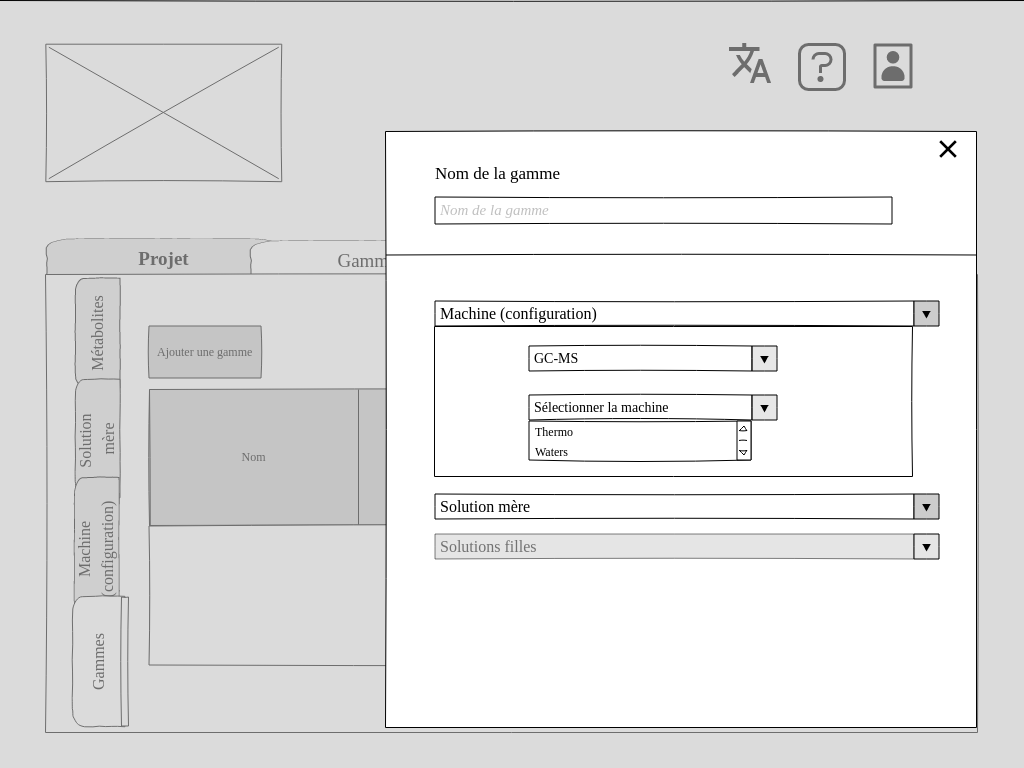 Nom de la gamme
Nom de la gamme
Projet
Gamm
Métabolites
Solution
mère
Machine
(configuration)
Gammes
Ajouter une gamme
Nom
Machine (configuration)
GC-MS
Sélectionner la machine
Thermo
Waters
Solution mère
Solutions filles